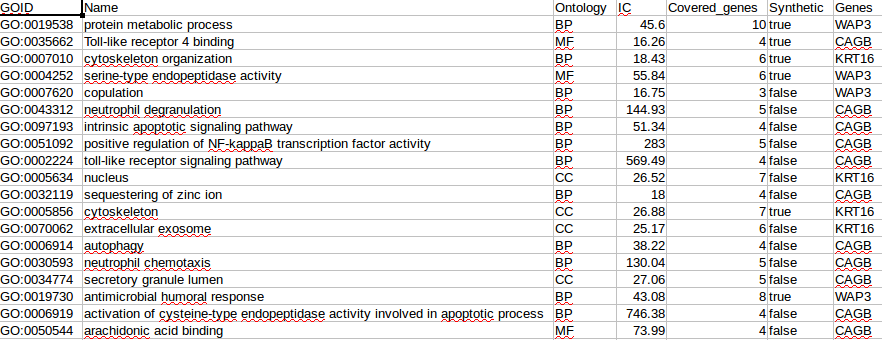 GOID Name Ontology IC Covered_genes Synthetic Genes
GO:0019538 protein metabolic process BP 45.6 10 true WAP3
GO:0035662 Toll-like receptor 4 binding MF 16.26 4 true CAGB
GO:0007010 cytoskeleton organization BP 18.43 6 true KRT16
GO:0004252 serine-type endopeptidase activity MF 55.84 6 true WAP3
GO:0007620 copulation BP 16.75 3 false WAP3
GO:0043312 neutrophil degranulation BP 144.93 5 false CAGB
GO:0097193 intrinsic apoptotic signaling pathway BP 51.34 4 false CAGB
GO:0051092 positive regulation of NF-kappaB transcription factor activity BP 283 5 false CAGB
GO:0002224 toll-like receptor signaling pathway BP 569.49 4 false CAGB
GO:0005634 nucleus CC 26.52 7 false KRT16
GO:0032119 sequestering of zinc ion BP 18 4 false CAGB
GO:0005856 cytoskeleton CC 26.88 7 true KRT16
GO:0070062 extracellular exosome CC 25.17 6 false KRT16
GO:0006914 autophagy BP 38.22 4 false CAGB
GO:0030593 neutrophil chemotaxis BP 130.04 5 false CAGB
GO:0034774 secretory granule lumen CC 27.06 5 false CAGB
GO:0019730 antimicrobial humoral response BP 43.08 8 true WAP3
GO:0006919 activation of cysteine-type endopeptidase activity involved in apoptotic process BP 746.38 4 false CAGB
GO:0050544 arachidonic acid binding MF 73.99 4 false CAGB